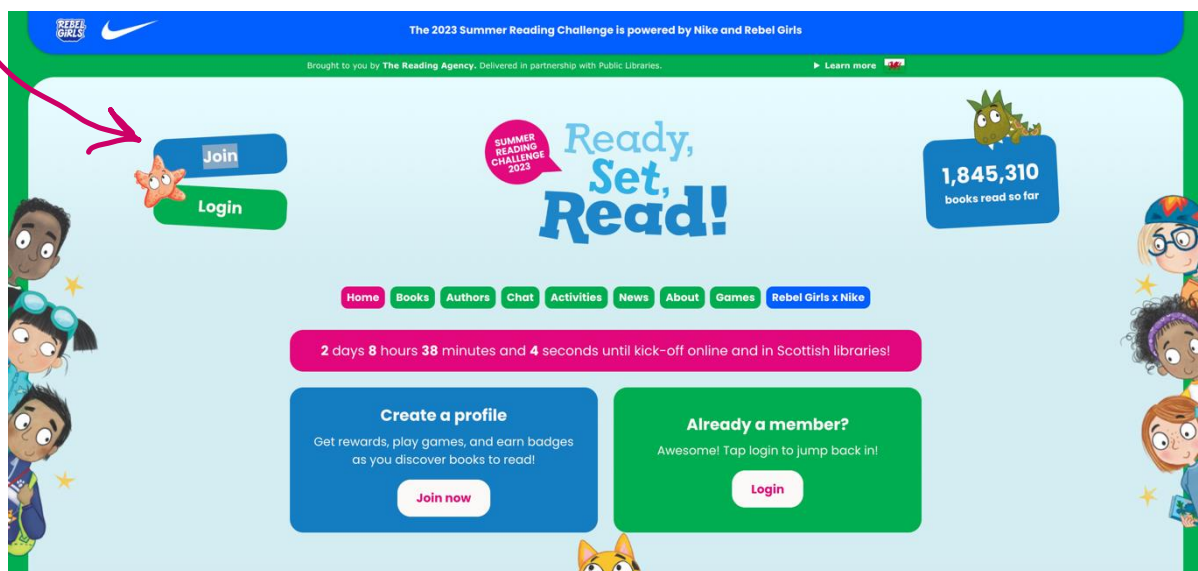 REBEL
GIRLS
The 2023 Summer Reading Challenge is powered by Nike and Rebel Girls
Brought to you by The Reading Agency. Delivered in partnership with Public Libraries.
Learn more
Join
Login
SUMMER
READING
CHALLENGE
2023
Ready,
Set,
Read!
1,845,310
books read so far
Home Books Authors Chat Activities News About Games Rebel Girls x Nike
2 days 8 hours 38 minutes and 4 seconds until kick-off online and in Scottish libraries!
Create a profile
Get rewards, play games, and earn badges
as you discover books to read!
Join now
Already a member?
Awesome! Tap login to jump back in!
Login